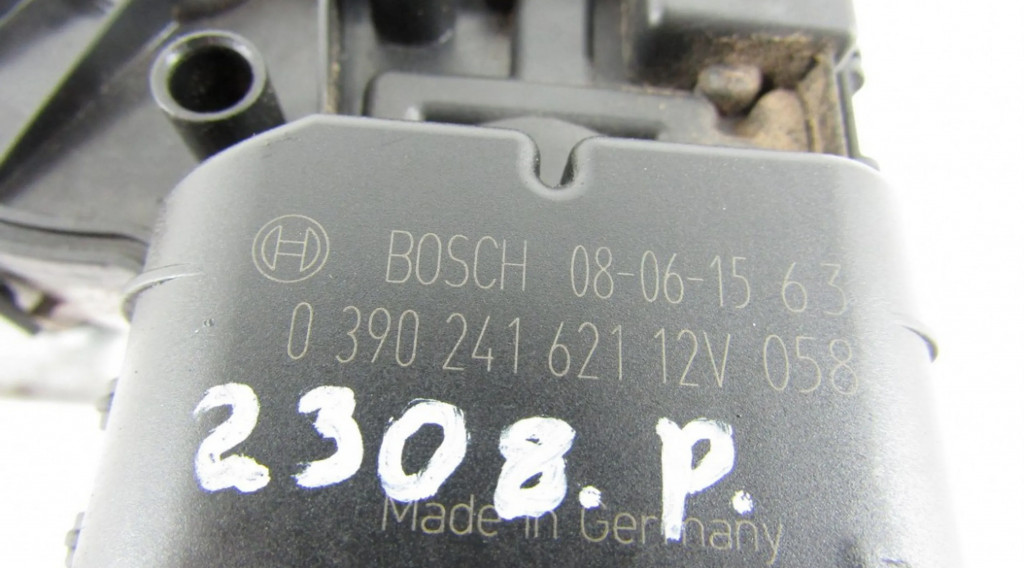 BOSCH 08-06-15 63
0 390 241 621 12V 058
2308.P.
Made in Germany